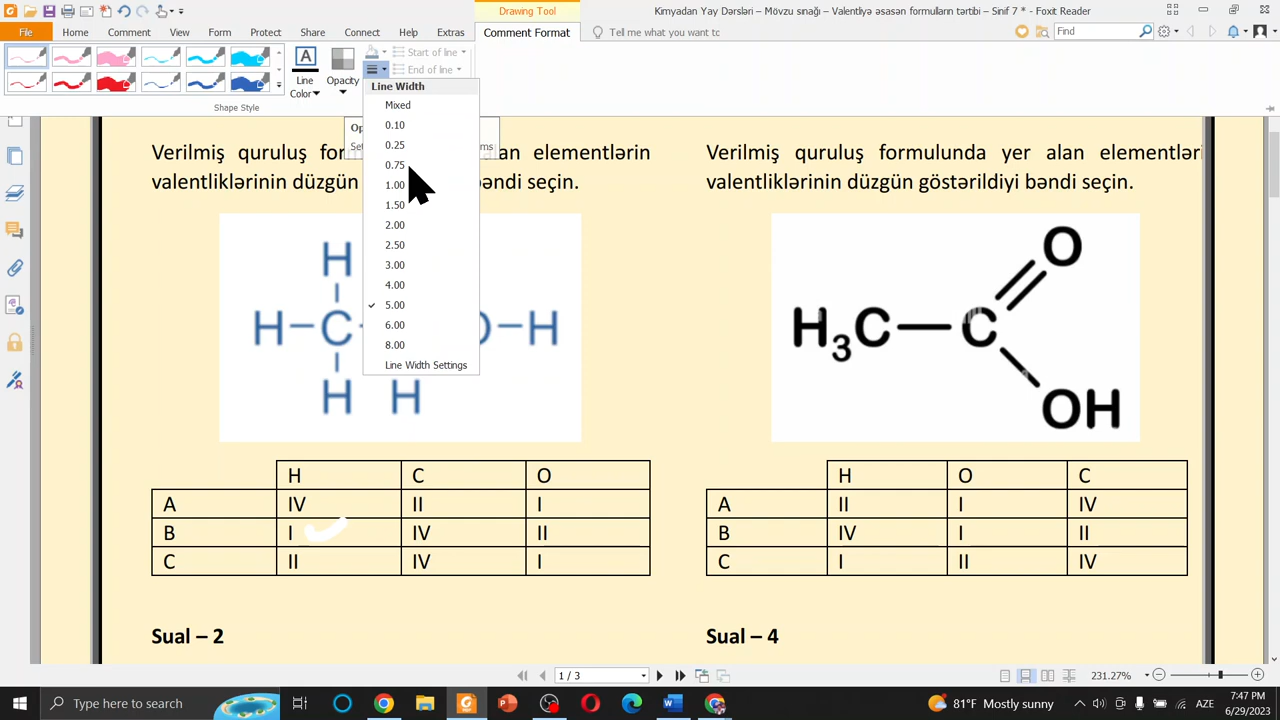 Drawing Tool
Kimyadan Yay Dərsləri - Mövzu sınağı - Valentliyə əsasən formulların tərtibi - Sinif 7 * - Foxit Reader
File Home Comment View Form Protect Share Connect Help Extras Comment Format Tell me what you want tc Find
Start of line
End of line
Line Color
Opacity
Shape Style
Line Width
Mixed
0.10
0.25
0.75
1.00
1.50
2.00
2.50
3.00
4.00
5.00
6.00
8.00
Line Width Settings
Verilmiş quruluş elementlərin
valentliklərinin düzgün seçin.
H
H C H
H H
H C O
A IV II I
B I IV II
C II IV I
Sual – 2
Verilmiş quruluş formulunda yer alan elementləri
valentliklərinin düzgün göstərildiyi bəndi seçin.
O
H3C C
OH
H O C
A II I IV
B IV I II
C I II IV
Sual – 4
1 / 3
231.27%
Type here to search
81°F Mostly sunny
AZE
7:47 PM
6/29/2023